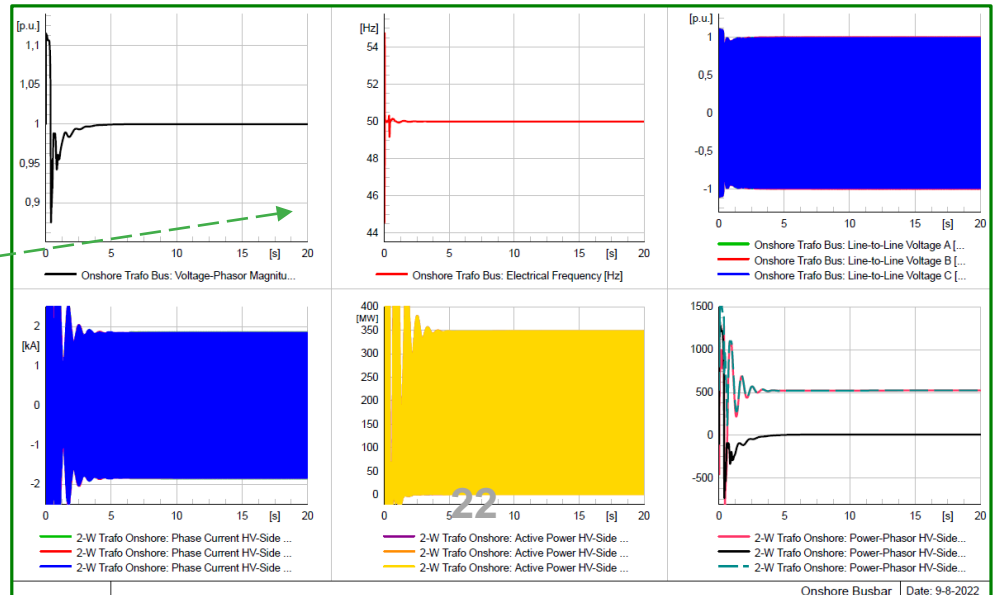 [p.u.]
1,1
1,05
1
0,95
0,9
0 5 10 15 [s] 20
Onshore Trafo Bus: Voltage-Phasor Magnitu...
[Hz]
54
52
50
48
46
44
0 5 10 15 [s] 20
Onshore Trafo Bus: Electrical Frequency [Hz]
[p.u.]
1
0,5
0
-0,5
-1
0 5 10 15 [s] 20
Onshore Trafo Bus: Line-to-Line Voltage A [...
Onshore Trafo Bus: Line-to-Line Voltage B [...
Onshore Trafo Bus: Line-to-Line Voltage C [...
2
[kA]
1
0
-1
-2
0 5 10 15 [s] 20
2-W Trafo Onshore: Phase Current HV-Side ...
2-W Trafo Onshore: Phase Current HV-Side ...
2-W Trafo Onshore: Phase Current HV-Side ...
400
[MW]
350
300
250
200
150
100
50
0
22
0 5 10 15 [s] 20
2-W Trafo Onshore: Active Power HV-Side ...
2-W Trafo Onshore: Active Power HV-Side ...
2-W Trafo Onshore: Active Power HV-Side ...
1500
1000
500
0
-500
0 5 10 15 [s] 20
2-W Trafo Onshore: Power-Phasor HV-Side...
2-W Trafo Onshore: Power-Phasor HV-Side...
2-W Trafo Onshore: Power-Phasor HV-Side...
Onshore Busbar Date: 9-8-2022